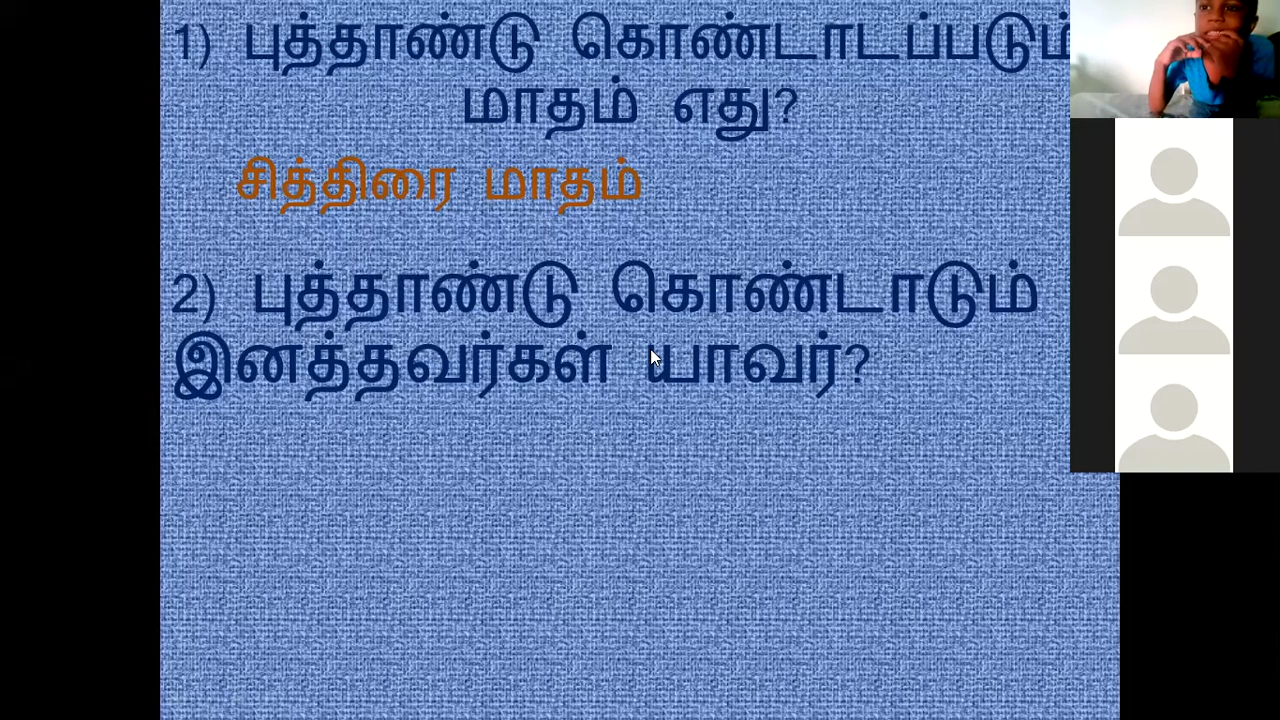 1) புத்தாண்டு கொண்டாடப்படும்
மாதம் எது?
சித்திரை மாதம்
2) புத்தாண்டு கொண்டாடும்
இனத்தவர்கள் யாவர்?